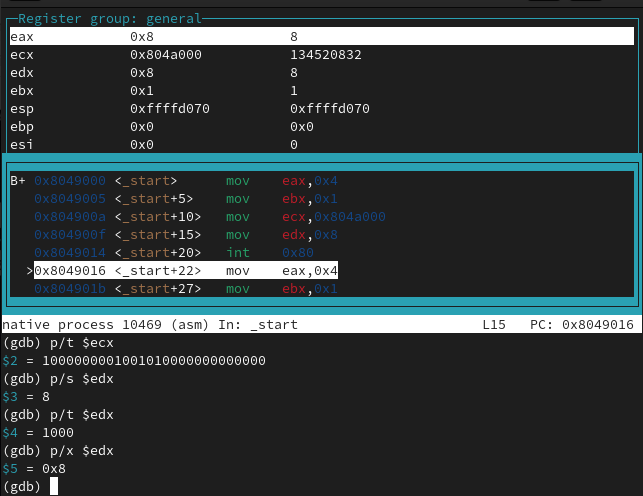 Register group: general
eax 0x8 8
ecx 0x804a000 134520832
edx 0x8 8
ebx 0x1 1
esp 0xffffd070 0xffffd070
ebp 0x0 0x0
esi 0x0 0
B+ 0x8049000 <_start> mov eax,0x4
0x8049005 <_start+5> mov ebx,0x1
0x804900a <_start+10> mov ecx,0x804a000
0x804900f <_start+15> mov edx,0x8
0x8049014 <_start+20> int 0x80
>0x8049016 <_start+22> mov eax,0x4
0x804901b <_start+27> mov ebx,0x1
native process 10469 (asm) In: _start L15 PC: 0x8049016
(gdb) p/t $ecx
$2 = 1000000001001010000000000000
(gdb) p/s $edx
$3 = 8
(gdb) p/t $edx
$4 = 1000
(gdb) p/x $edx
$5 = 0x8
(gdb)